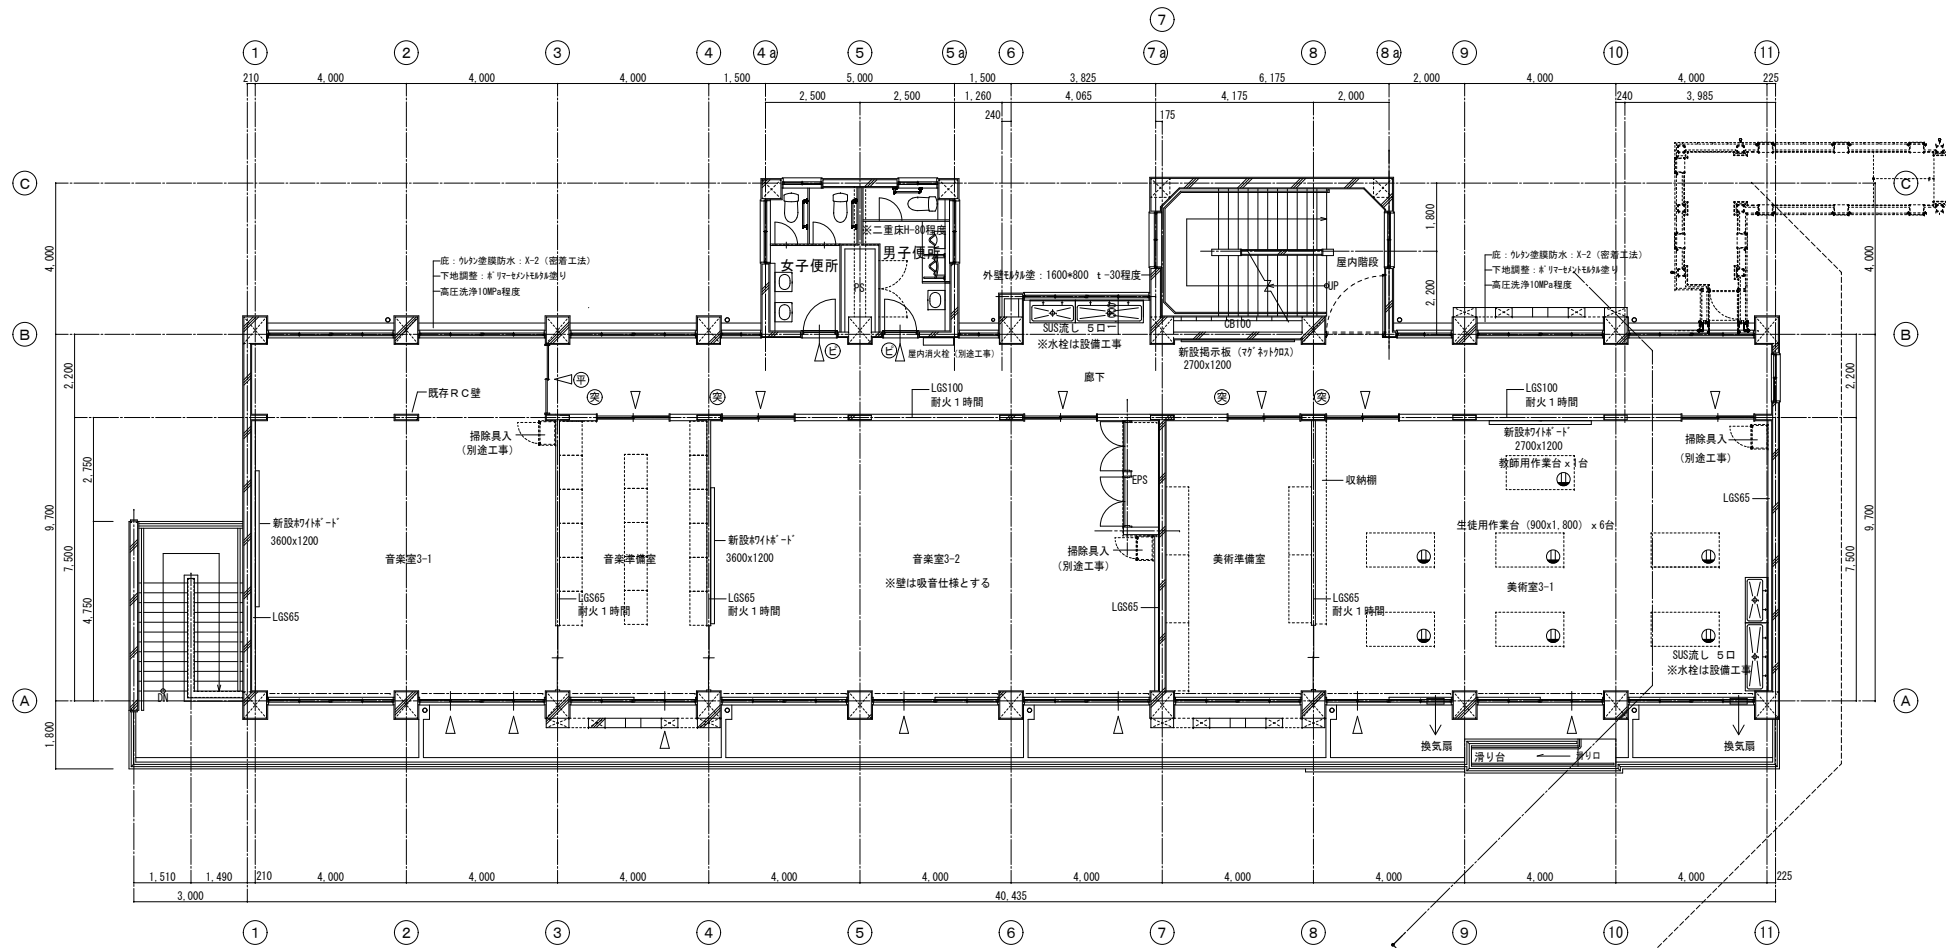 7
1 2 3 4 4a 5 5a 6 7a 8 8a 9 10 11
210 4,000 4,000 4,000 1,500 5,000 1,500 3,825 6,175 2,000 4,000 4,000 225
2,500 2,500 1,260 4,065 4,175 2,000 240 3,985
240 175
C C
※二重床H-80程度
女子便所 男子便所
PS
屋内階段
UP
1,800
2,200
4,000 4,000
庇:ウレタン塗膜防水:X-2(密着工法)
下地調整:ポリマーセメントモルタル塗り
高圧洗浄10MPa程度
外壁モルタル塗:1600*800 t-30程度
庇:ウレタン塗膜防水:X-2(密着工法)
下地調整:ポリマーセメントモルタル塗り
高圧洗浄10MPa程度
B B
SUS流し 5口
※水栓は設備工事
CB100
ピ ピ
屋内消火栓(別途工事)
新設掲示板(マグネットクロス)
2700x1200
廊下
平
既存RC壁
2,200 2,200
突 突 突 突
LGS100
耐火1時間
LGS100
耐火1時間
掃除具入
(別途工事)
新設ホワイトボード
2700x1200
教師用作業台x1台
掃除具入
(別途工事)
EPS
収納棚
LGS65
2,750
9,700 9,700
7,500 7,500
4,750
新設ホワイトボード
3600x1200
新設ホワイトボード
3600x1200
生徒用作業台(900x1,800)x6台
掃除具入
(別途工事)
音楽室3-1 音楽準備室 音楽室3-2 美術準備室 美術室3-1
※壁は吸音仕様とする
LGS65
耐火1時間
LGS65
耐火1時間
LGS65
LGS65
耐火1時間
LGS65
SUS流し 5口
※水栓は設備工事
DN
A A
1,800
換気扇 換気扇
滑り台 滑り口
1,510 1,490 210 4,000 4,000 4,000 4,000 4,000 4,000 4,000 4,000 4,000 4,000 225
3,000 40,435
1 2 3 4 5 6 7 8 9 10 11